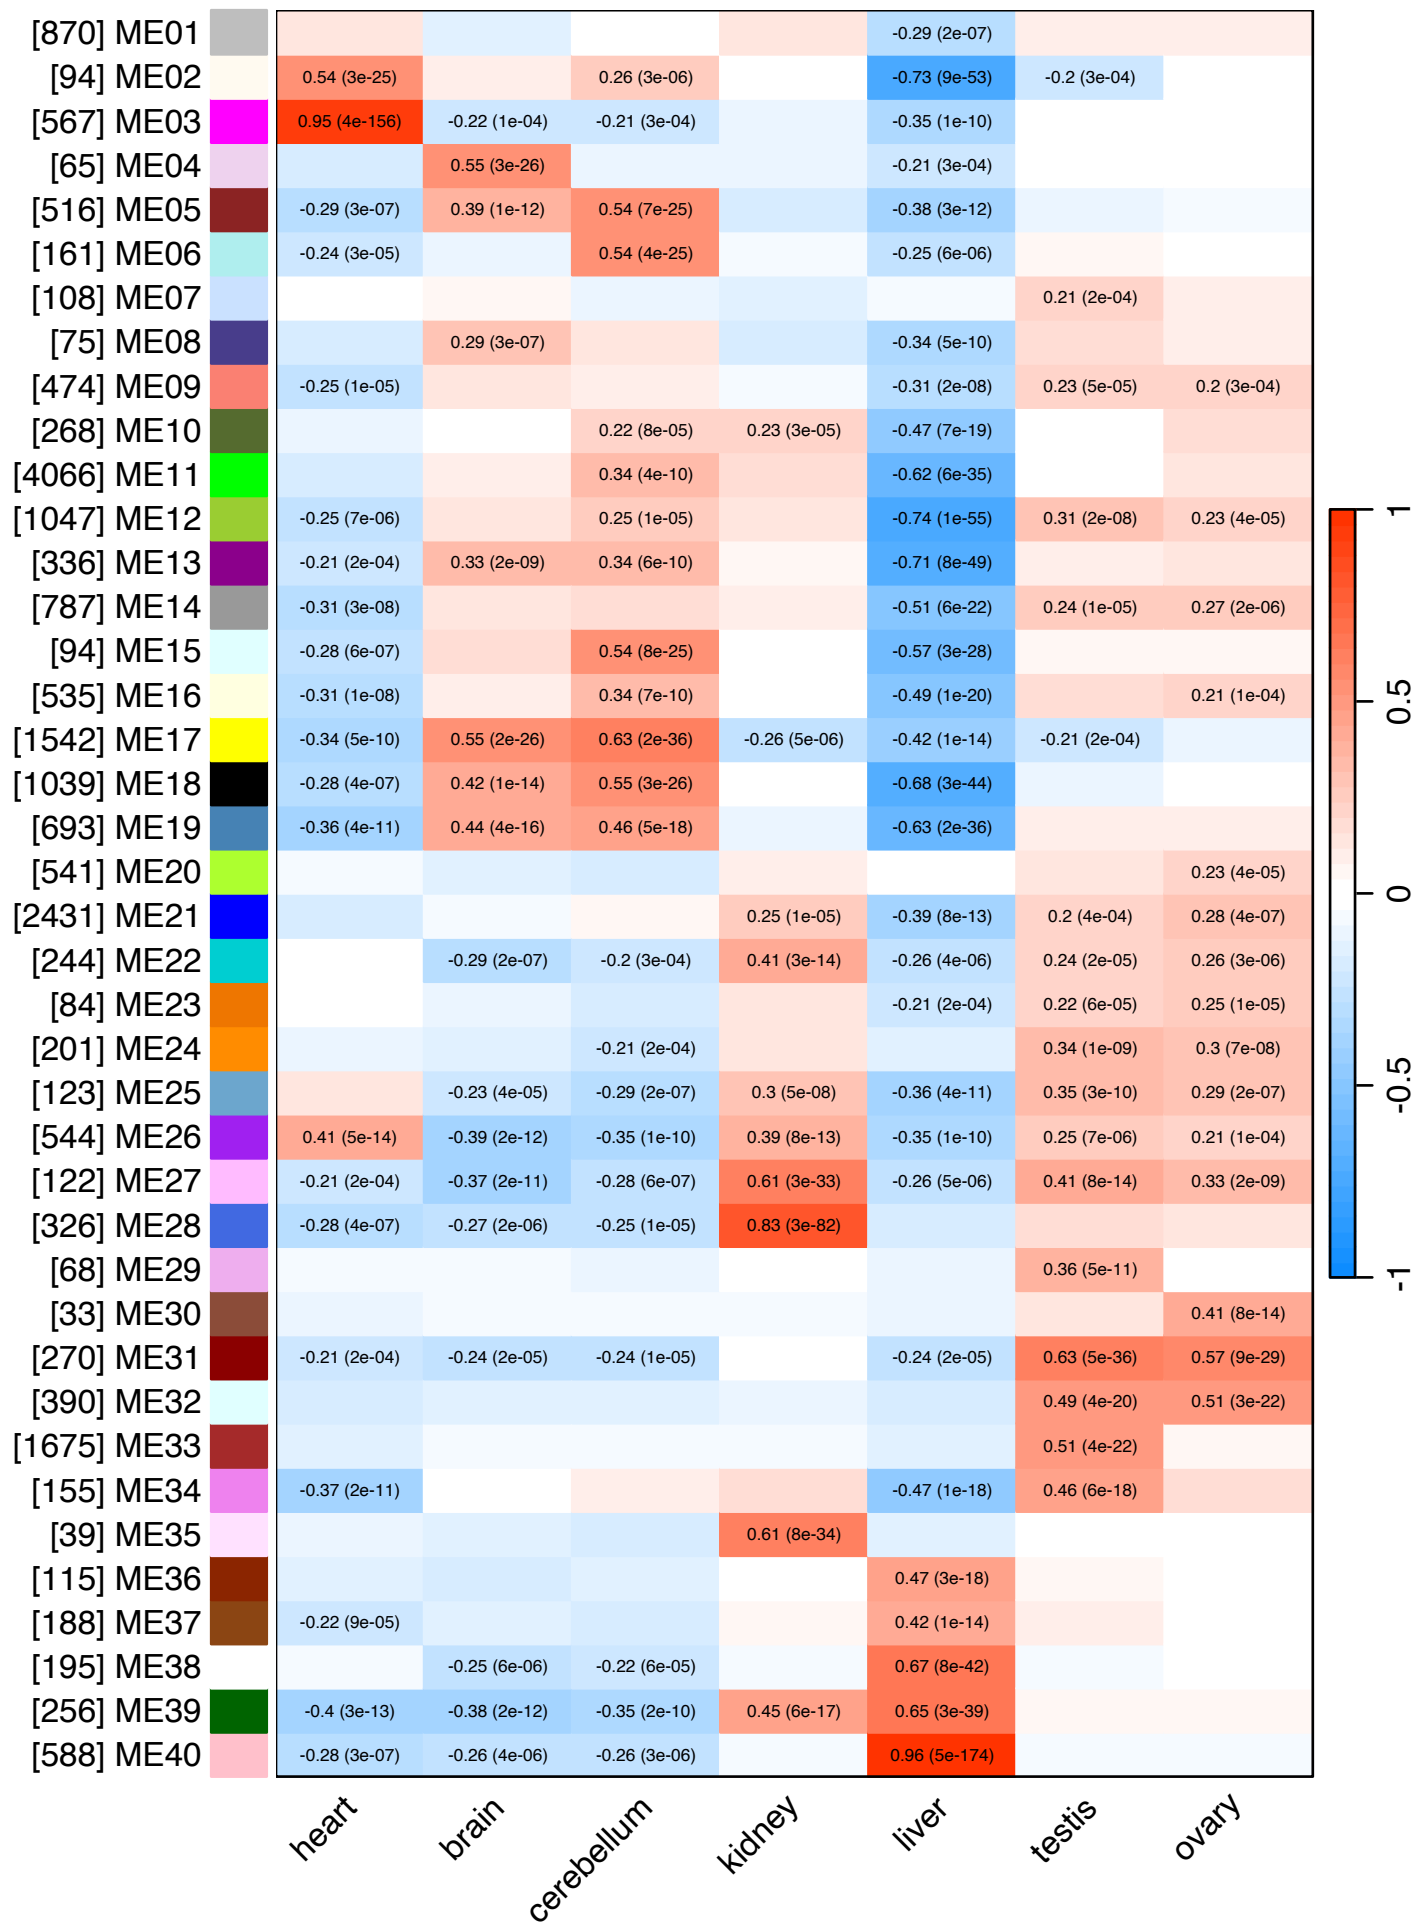 [870] ME01 -0.29 (2e-07)
[94] ME02 0.54 (3e-25) 0.26 (3e-06) -0.73 (9e-53) -0.2 (3e-04)
[567] ME03 0.95 (4e-156) -0.22 (1e-04) -0.21 (3e-04) -0.35 (1e-10)
[65] ME04 0.55 (3e-26) -0.21 (3e-04)
[516] ME05 -0.29 (3e-07) 0.39 (1e-12) 0.54 (7e-25) -0.38 (3e-12)
[161] ME06 -0.24 (3e-05) 0.54 (4e-25) -0.25 (6e-06)
[108] ME07 0.21 (2e-04)
[75] ME08 0.29 (3e-07) -0.34 (5e-10)
[474] ME09 -0.25 (1e-05) -0.31 (2e-08) 0.23 (5e-05) 0.2 (3e-04)
[268] ME10 0.22 (8e-05) 0.23 (3e-05) -0.47 (7e-19)
[4066] ME11 0.34 (4e-10) -0.62 (6e-35)
[1047] ME12 -0.25 (7e-06) 0.25 (1e-05) -0.74 (1e-55) 0.31 (2e-08) 0.23 (4e-05)
[336] ME13 -0.21 (2e-04) 0.33 (2e-09) 0.34 (6e-10) -0.71 (8e-49)
[787] ME14 -0.31 (3e-08) -0.51 (6e-22) 0.24 (1e-05) 0.27 (2e-06)
[94] ME15 -0.28 (6e-07) 0.54 (8e-25) -0.57 (3e-28)
[535] ME16 -0.31 (1e-08) 0.34 (7e-10) -0.49 (1e-20) 0.21 (1e-04)
[1542] ME17 -0.34 (5e-10) 0.55 (2e-26) 0.63 (2e-36) -0.26 (5e-06) -0.42 (1e-14) -0.21 (2e-04)
[1039] ME18 -0.28 (4e-07) 0.42 (1e-14) 0.55 (3e-26) -0.68 (3e-44)
[693] ME19 -0.36 (4e-11) 0.44 (4e-16) 0.46 (5e-18) -0.63 (2e-36)
[541] ME20 0.23 (4e-05)
[2431] ME21 0.25 (1e-05) -0.39 (8e-13) 0.2 (4e-04) 0.28 (4e-07)
[244] ME22 -0.29 (2e-07) -0.2 (3e-04) 0.41 (3e-14) -0.26 (4e-06) 0.24 (2e-05) 0.26 (3e-06)
[84] ME23 -0.21 (2e-04) 0.22 (6e-05) 0.25 (1e-05)
[201] ME24 -0.21 (2e-04) 0.34 (1e-09) 0.3 (7e-08)
[123] ME25 -0.23 (4e-05) -0.29 (2e-07) 0.3 (5e-08) -0.36 (4e-11) 0.35 (3e-10) 0.29 (2e-07)
[544] ME26 0.41 (5e-14) -0.39 (2e-12) -0.35 (1e-10) 0.39 (8e-13) -0.35 (1e-10) 0.25 (7e-06) 0.21 (1e-04)
[122] ME27 -0.21 (2e-04) -0.37 (2e-11) -0.28 (6e-07) 0.61 (3e-33) -0.26 (5e-06) 0.41 (8e-14) 0.33 (2e-09)
[326] ME28 -0.28 (4e-07) -0.27 (2e-06) -0.25 (1e-05) 0.83 (3e-82)
[68] ME29 0.36 (5e-11)
[33] ME30 0.41 (8e-14)
[270] ME31 -0.21 (2e-04) -0.24 (2e-05) -0.24 (1e-05) -0.24 (2e-05) 0.63 (5e-36) 0.57 (9e-29)
[390] ME32 0.49 (4e-20) 0.51 (3e-22)
[1675] ME33 0.51 (4e-22)
[155] ME34 -0.37 (2e-11) -0.47 (1e-18) 0.46 (6e-18)
[39] ME35 0.61 (8e-34)
[115] ME36 0.47 (3e-18)
[188] ME37 -0.22 (9e-05) 0.42 (1e-14)
[195] ME38 -0.25 (6e-06) -0.22 (6e-05) 0.67 (8e-42)
[256] ME39 -0.4 (3e-13) -0.38 (2e-12) -0.35 (2e-10) 0.45 (6e-17) 0.65 (3e-39)
[588] ME40 -0.28 (3e-07) -0.26 (4e-06) -0.26 (3e-06) 0.96 (5e-174)
heart brain cerebellum kidney liver testis ovary
1
0.5
0
-0.5
-1